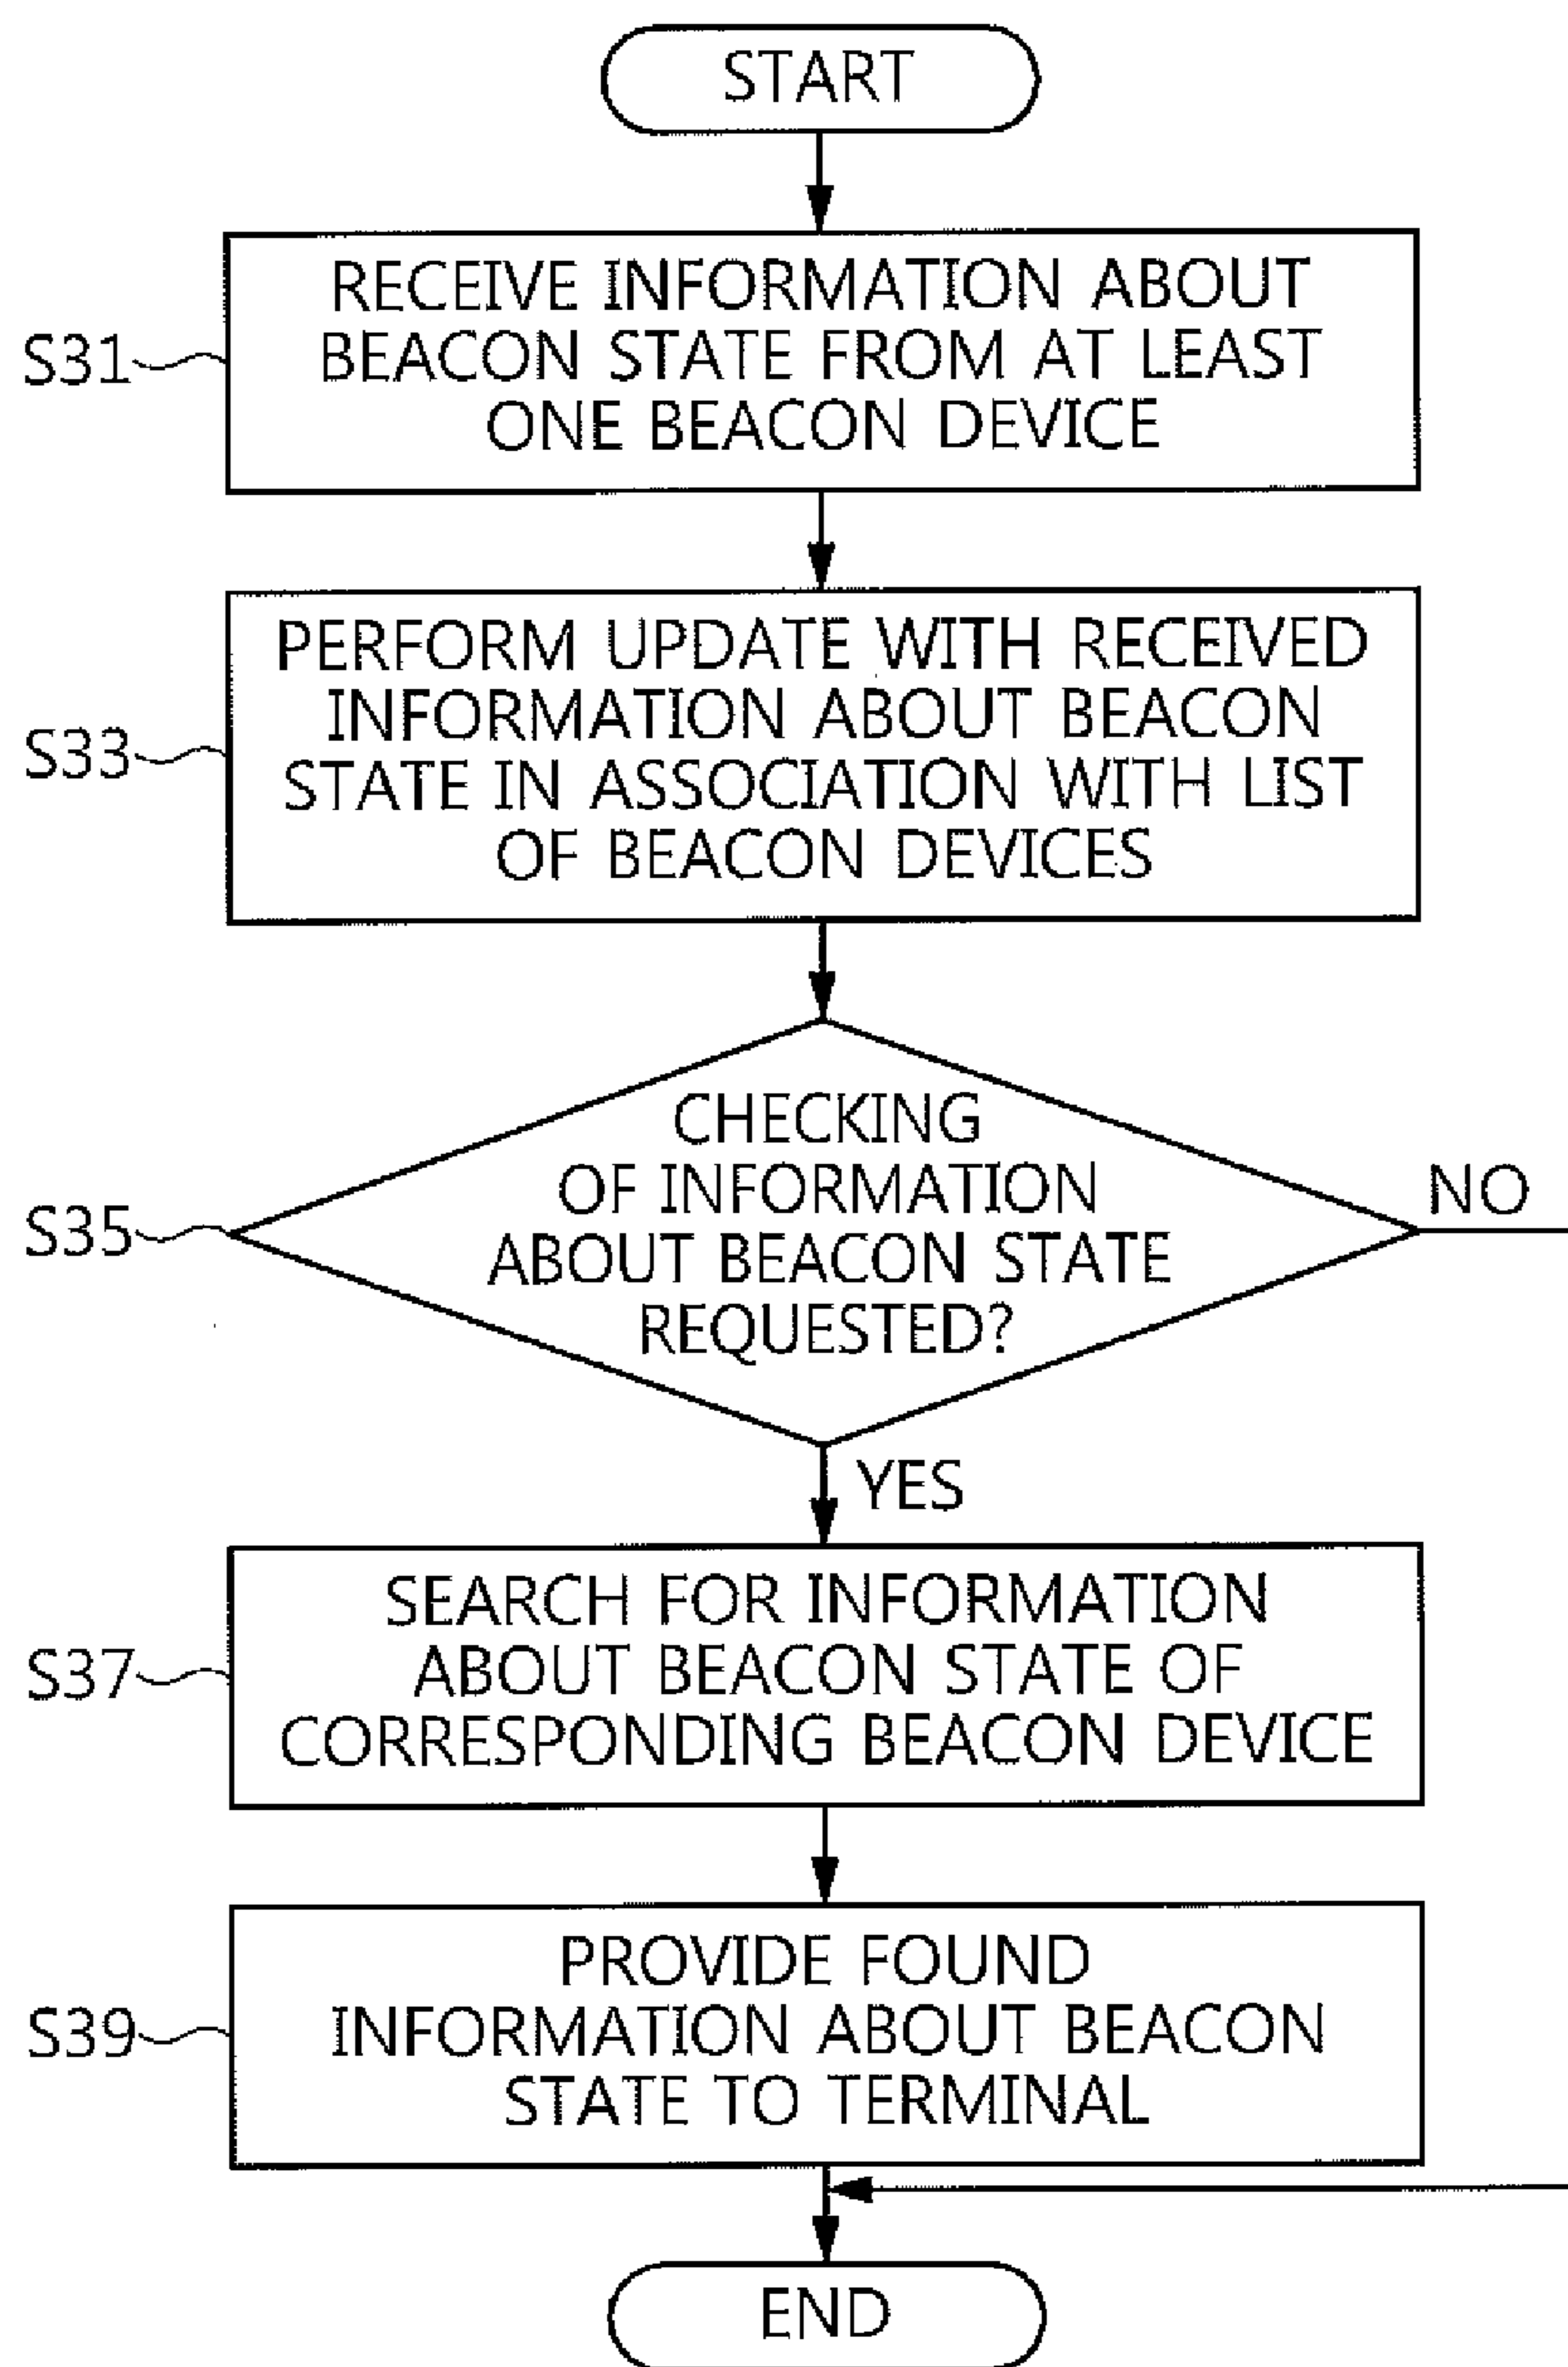 START
S31
RECEIVE INFORMATION ABOUT
BEACON STATE FROM AT LEAST
ONE BEACON DEVICE
S33
PERFORM UPDATE WITH RECEIVED
INFORMATION ABOUT BEACON
STATE IN ASSOCIATION WITH LIST
OF BEACON DEVICES
S35
CHECKING
OF INFORMATION
ABOUT BEACON STATE
REQUESTED?
NO
YES
S37
SEARCH FOR INFORMATION
ABOUT BEACON STATE OF
CORRESPONDING BEACON DEVICE
S39
PROVIDE FOUND
INFORMATION ABOUT BEACON
STATE TO TERMINAL
END